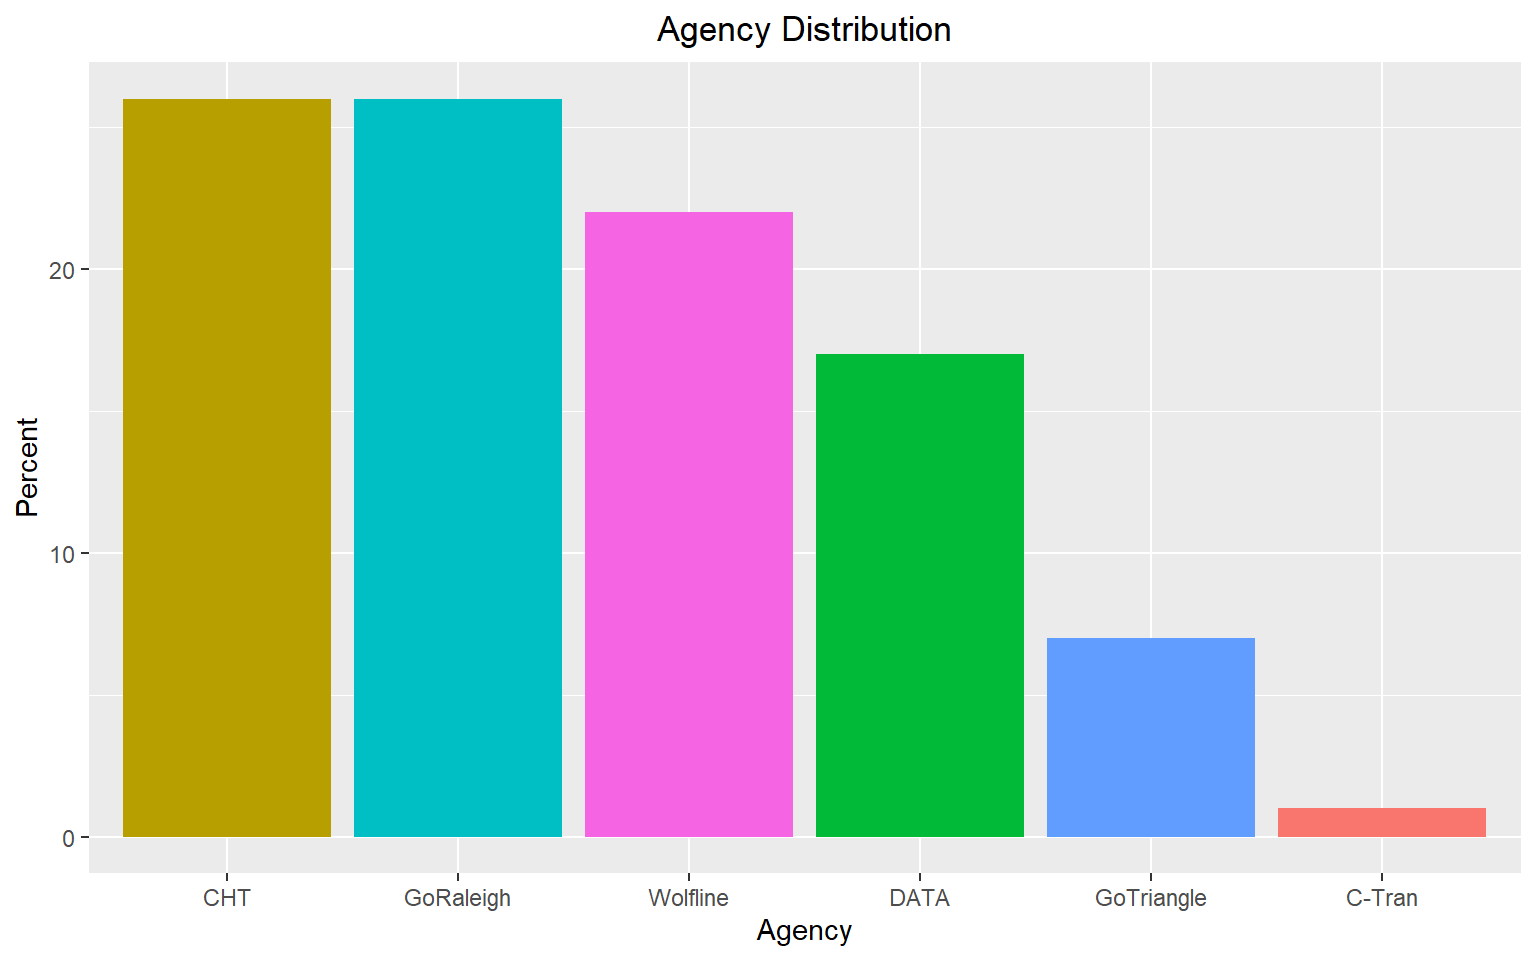 Agency Distribution
Percent
20
10
0
CHT GoRaleigh Wolfline DATA GoTriangle C-Tran
Agency